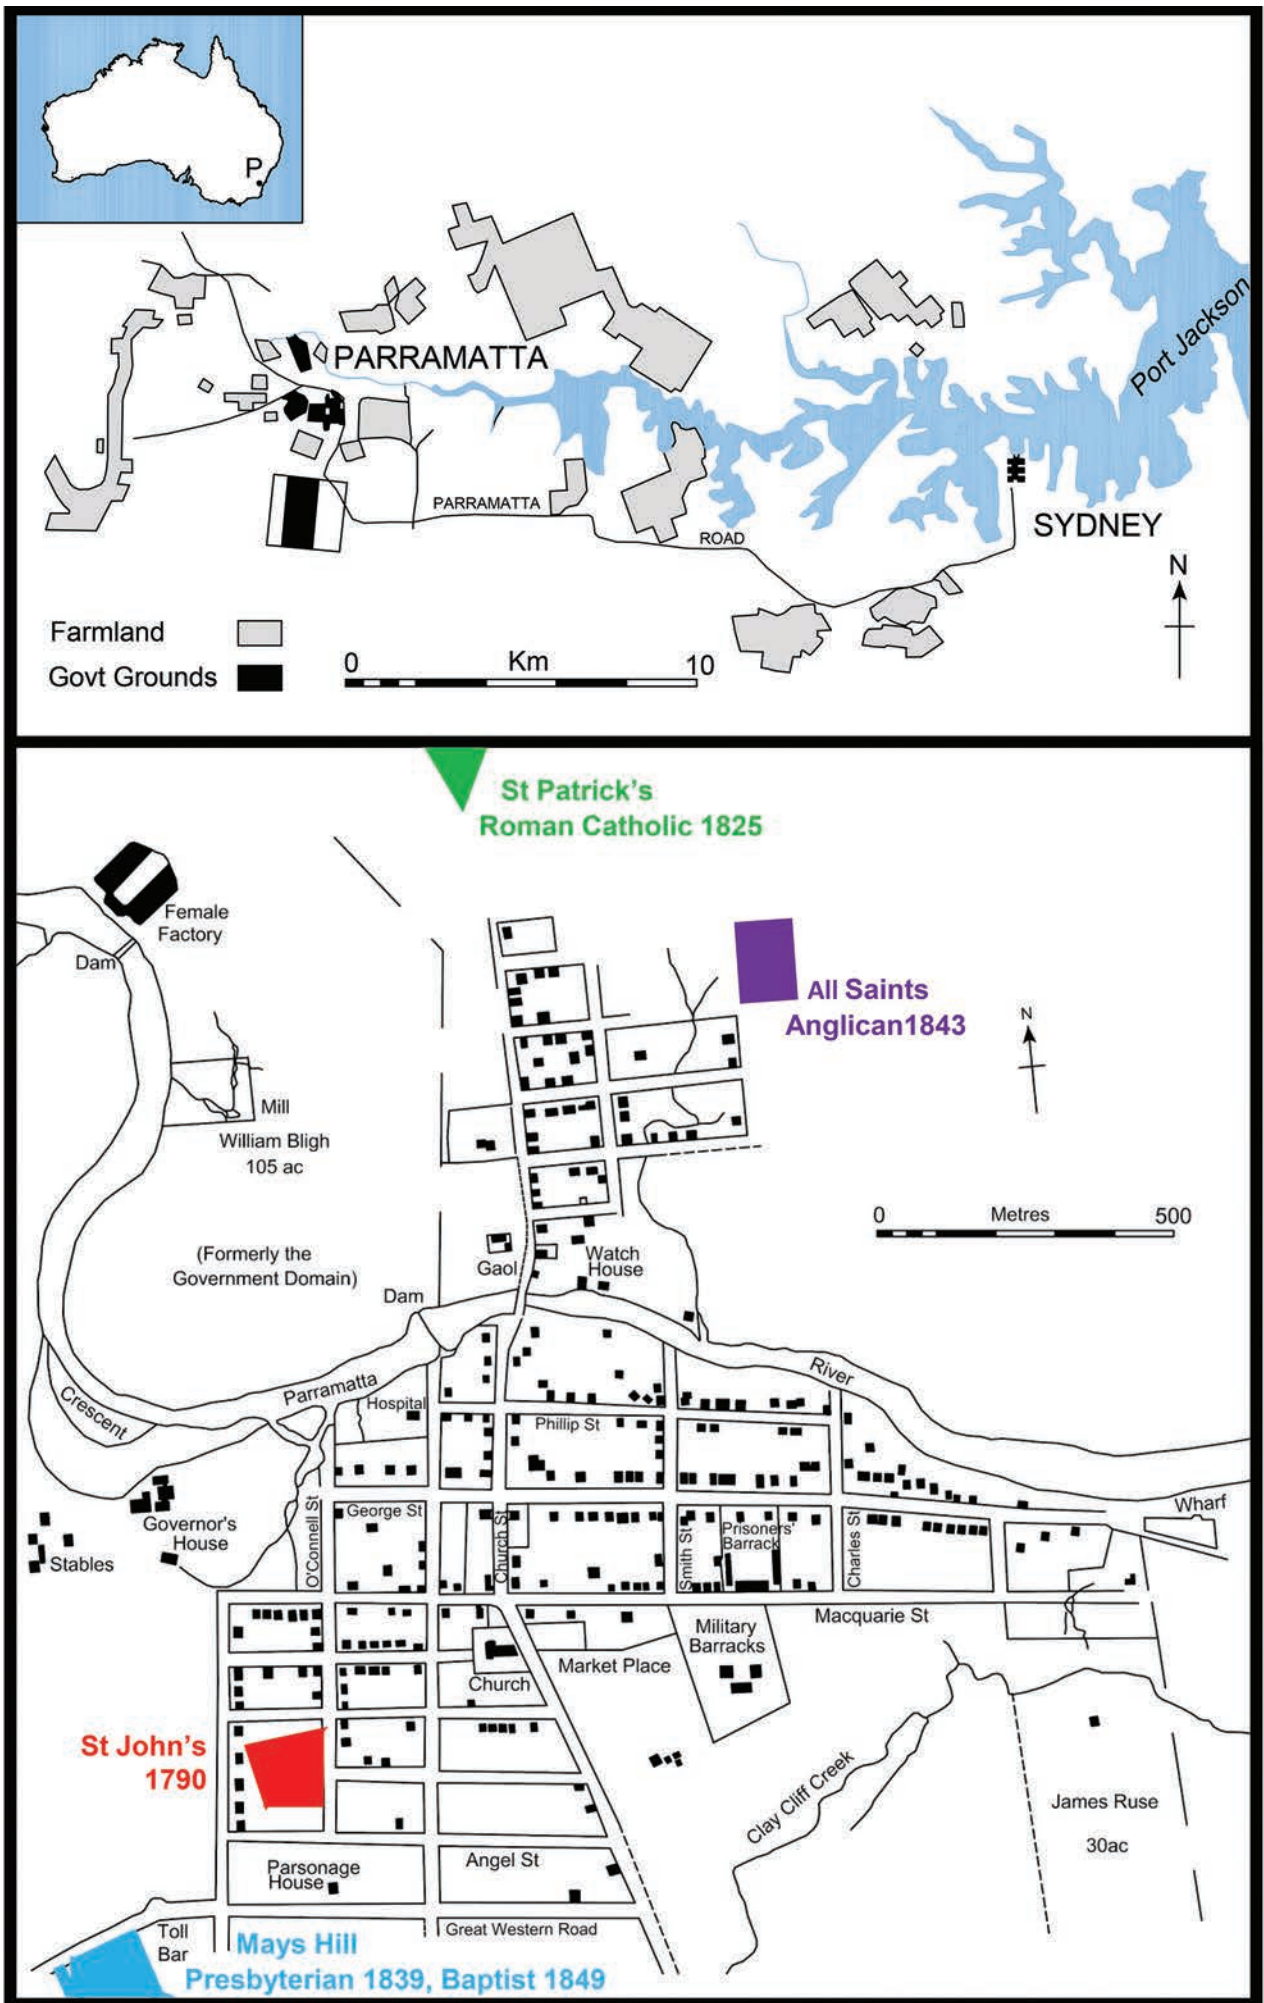 P
PARRAMATTA
Port Jackson
PARRAMATTA
ROAD
SYDNEY
N
Farmland
Govt Grounds
0 Km 10
St Patrick's
Roman Catholic 1825
Female
Factory
Dam
All Saints
Anglican1843
N
Mill
William Bligh
105 ac
0 Metres 500
(Formerly the
Government Domain)
Gaol
Watch
House
Dam
River
Parramatta
Crescent
Hospital
Phillip St
Wharf
George St
O'Connell St
Church St
Smith St
Prisoners'
Barrack
Charles St
Governor's
House
Stables
Macquarie St
Military
Barracks
Market Place
Church
St John's
1790
Clay Cliff Creek
James Ruse
30ac
Angel St
Parsonage
House
Great Western Road
Toll
Bar
Mays Hill
Presbyterian 1839, Baptist 1849